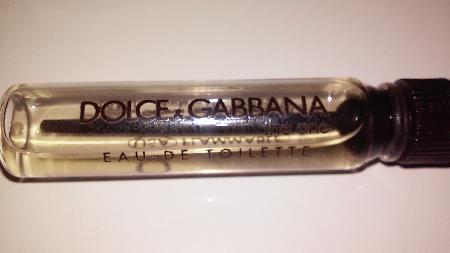 DOLCE & GABBANA
the one
EAU DE TOILETTE